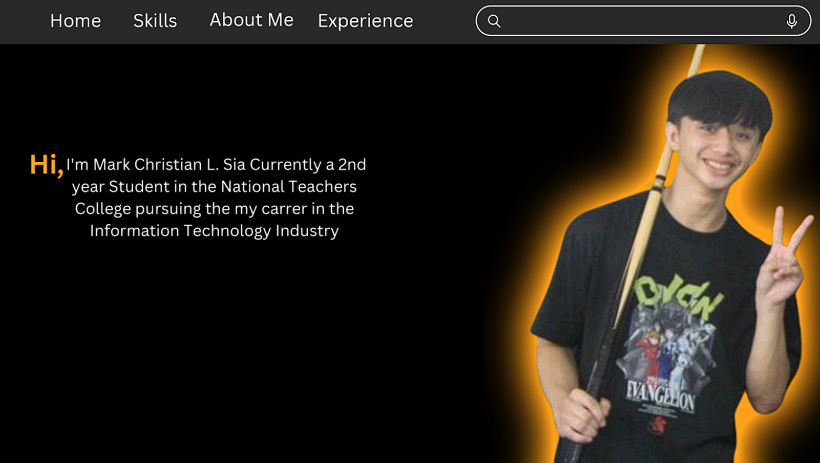 Home Skills About Me Experience
Hi, I'm Mark Christian L. Sia Currently a 2nd
year Student in the National Teachers
College pursuing the my carrer in the
Information Technology Industry
EVANGELION